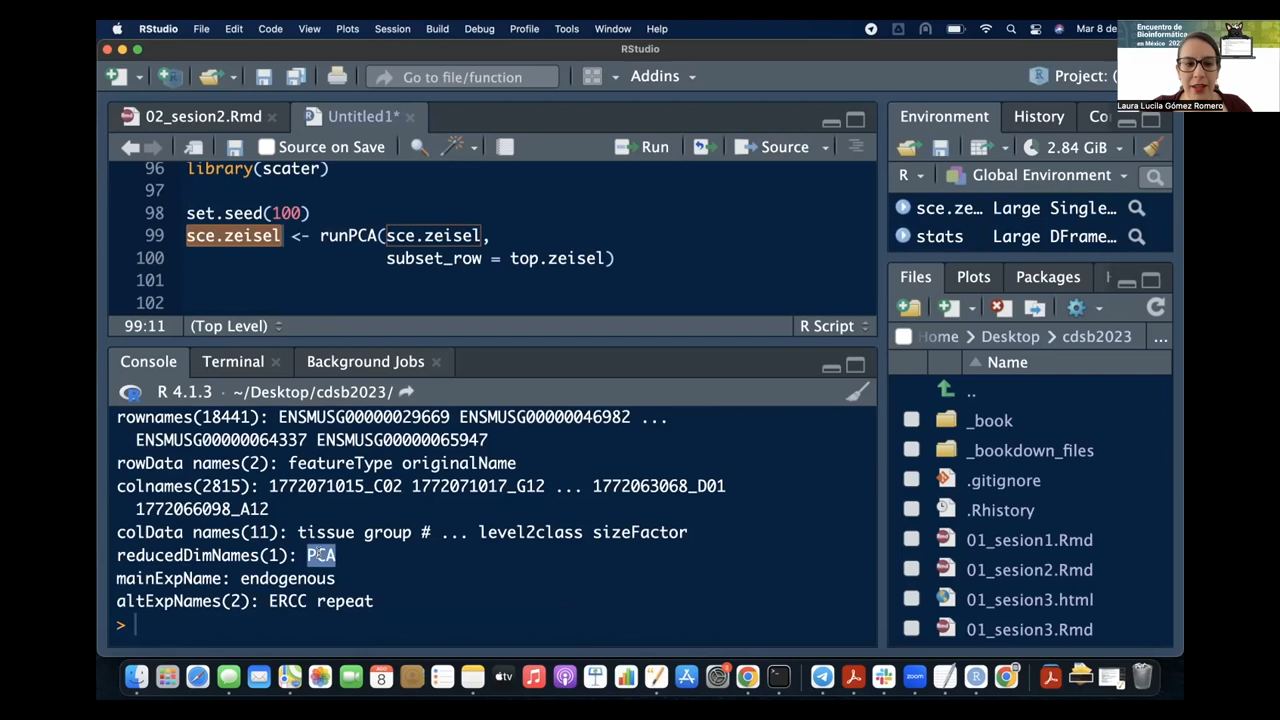 RStudio File Edit Code View Plots Session Build Debug Profile Tools Window Help Mar 8 de
RStudio
Encuentro de
Bioinformática
en México
Laura Lucila Gómez Romero
Go to file/function Addins Project: (
02_sesion2.Rmd Untitled1*
Source on Save Run Source
96 library(scater)
97
98 set.seed(100)
99 sce.zeisel <- runPCA(sce.zeisel,
100 subset_row = top.zeisel)
101
102
99:11 (Top Level) R Script
Console Terminal Background Jobs
R 4.1.3 · ~/Desktop/cdsb2023/
rownames(18441): ENSMUSG00000029669 ENSMUSG00000046982 ...
ENSMUSG00000064337 ENSMUSG00000065947
rowData names(2): featureType originalName
colnames(2815): 1772071015_C02 1772071017_G12 ... 1772063068_D01
1772066098_A12
colData names(11): tissue group # ... level2class sizeFactor
reducedDimNames(1): PCA
mainExpName: endogenous
altExpNames(2): ERCC repeat
>
Environment History Co
2.84 GiB
R Global Environment
sce.ze… Large Single…
stats Large DFrame…
Files Plots Packages
Home Desktop cdsb2023 ...
Name
..
_book
_bookdown_files
.gitignore
.Rhistory
01_sesion1.Rmd
01_sesion2.Rmd
01_sesion3.html
01_sesion3.Rmd
AGO
8
tv
zoom